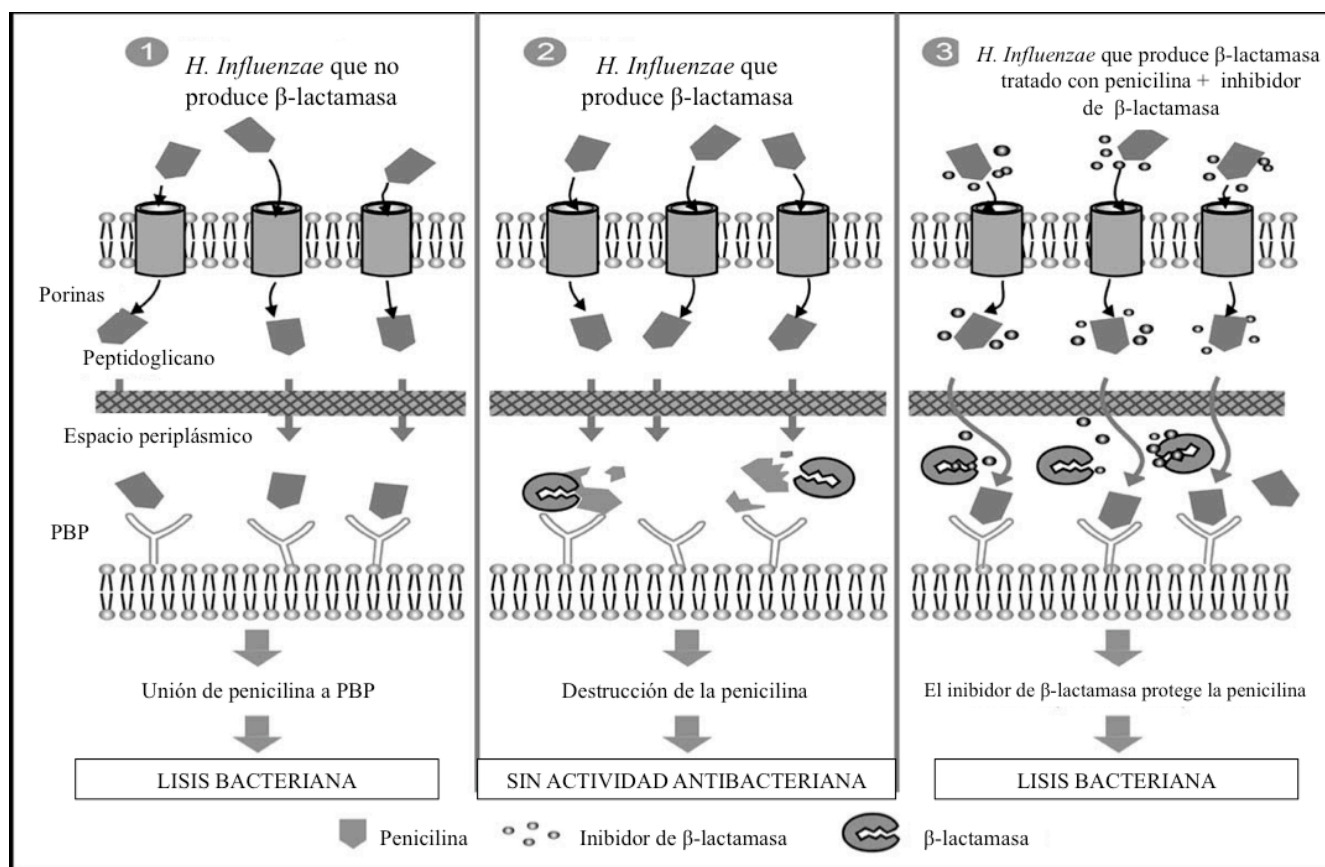 1
H. Influenzae que no
produce β-lactamasa
Porinas
Peptidoglicano
Espacio periplásmico
PBP
Unión de penicilina a PBP
LISIS BACTERIANA
2
H. Influenzae que
produce β-lactamasa
Destrucción de la penicilina
SIN ACTIVIDAD ANTIBACTERIANA
3
H. Influenzae que produce β-lactamasa
tratado con penicilina + inhibidor
de β-lactamasa
El inibidor de β-lactamasa protege la penicilina
LISIS BACTERIANA
Penicilina
Inibidor de β-lactamasa
β-lactamasa